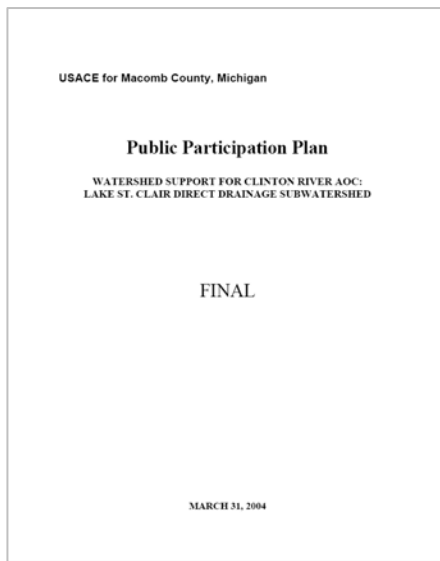 USACE for Macomb County, Michigan
Public Participation Plan
WATERSHED SUPPORT FOR CLINTON RIVER AOC:
LAKE ST. CLAIR DIRECT DRAINAGE SUBWATERSHED
FINAL
MARCH 31, 2004